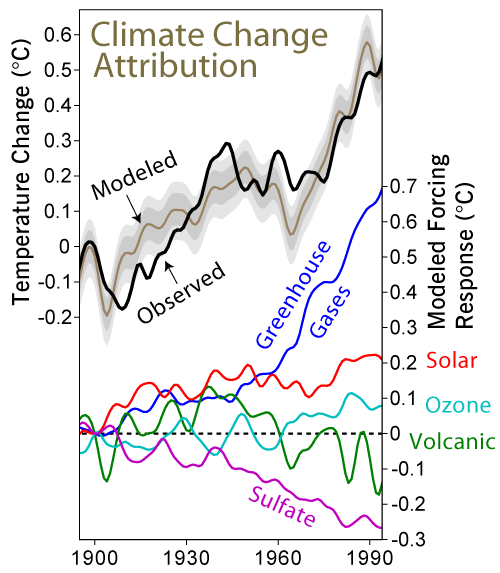 Climate Change
Attribution
Temperature Change (°C)
0.6
0.5
0.4
0.3
0.2
0.1
0
-0.1
-0.2
Modeled
Observed
Greenhouse
Gases
Modeled Forcing
Response (°C)
0.7
0.6
0.5
0.4
0.3
0.2
0.1
0
-0.1
-0.2
-0.3
Solar
Ozone
Volcanic
Sulfate
1900
1930
1960
1990